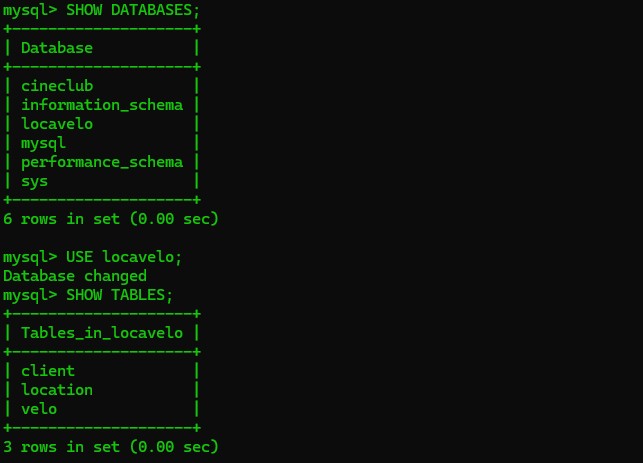 mysql> SHOW DATABASES;
+--------------------+
| Database           |
+--------------------+
| cineclub           |
| information_schema |
| locavelo           |
| mysql              |
| performance_schema |
| sys                |
+--------------------+
6 rows in set (0.00 sec)

mysql> USE locavelo;
Database changed
mysql> SHOW TABLES;
+--------------------+
| Tables_in_locavelo |
+--------------------+
| client             |
| location           |
| velo               |
+--------------------+
3 rows in set (0.00 sec)